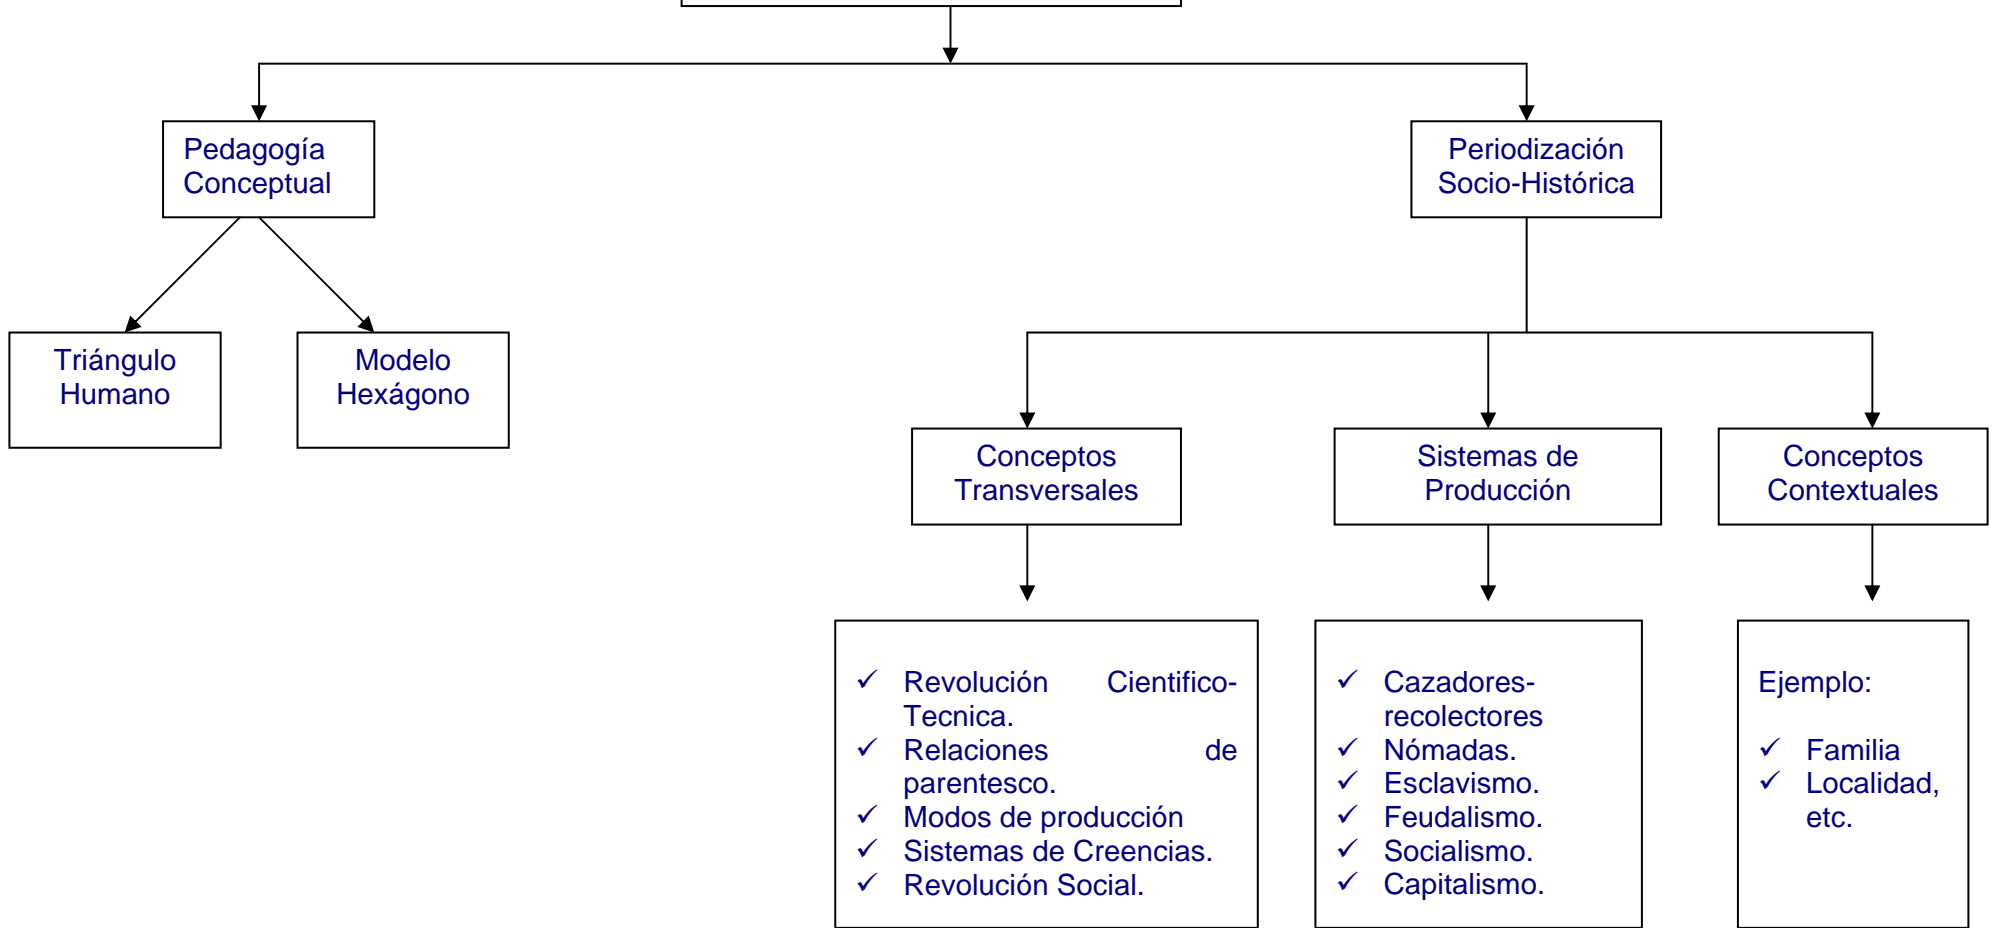 Pedagogía
Conceptual
Periodización
Socio-Histórica
Triángulo
Humano
Modelo
Hexágono
Conceptos
Transversales
Sistemas de
Producción
Conceptos
Contextuales
✓ Revolución Cientifico-
Tecnica.
✓ Relaciones de
parentesco.
✓ Modos de producción
✓ Sistemas de Creencias.
✓ Revolución Social.
✓ Cazadores-
recolectores
✓ Nómadas.
✓ Esclavismo.
✓ Feudalismo.
✓ Socialismo.
✓ Capitalismo.
Ejemplo:
✓ Familia
✓ Localidad,
etc.